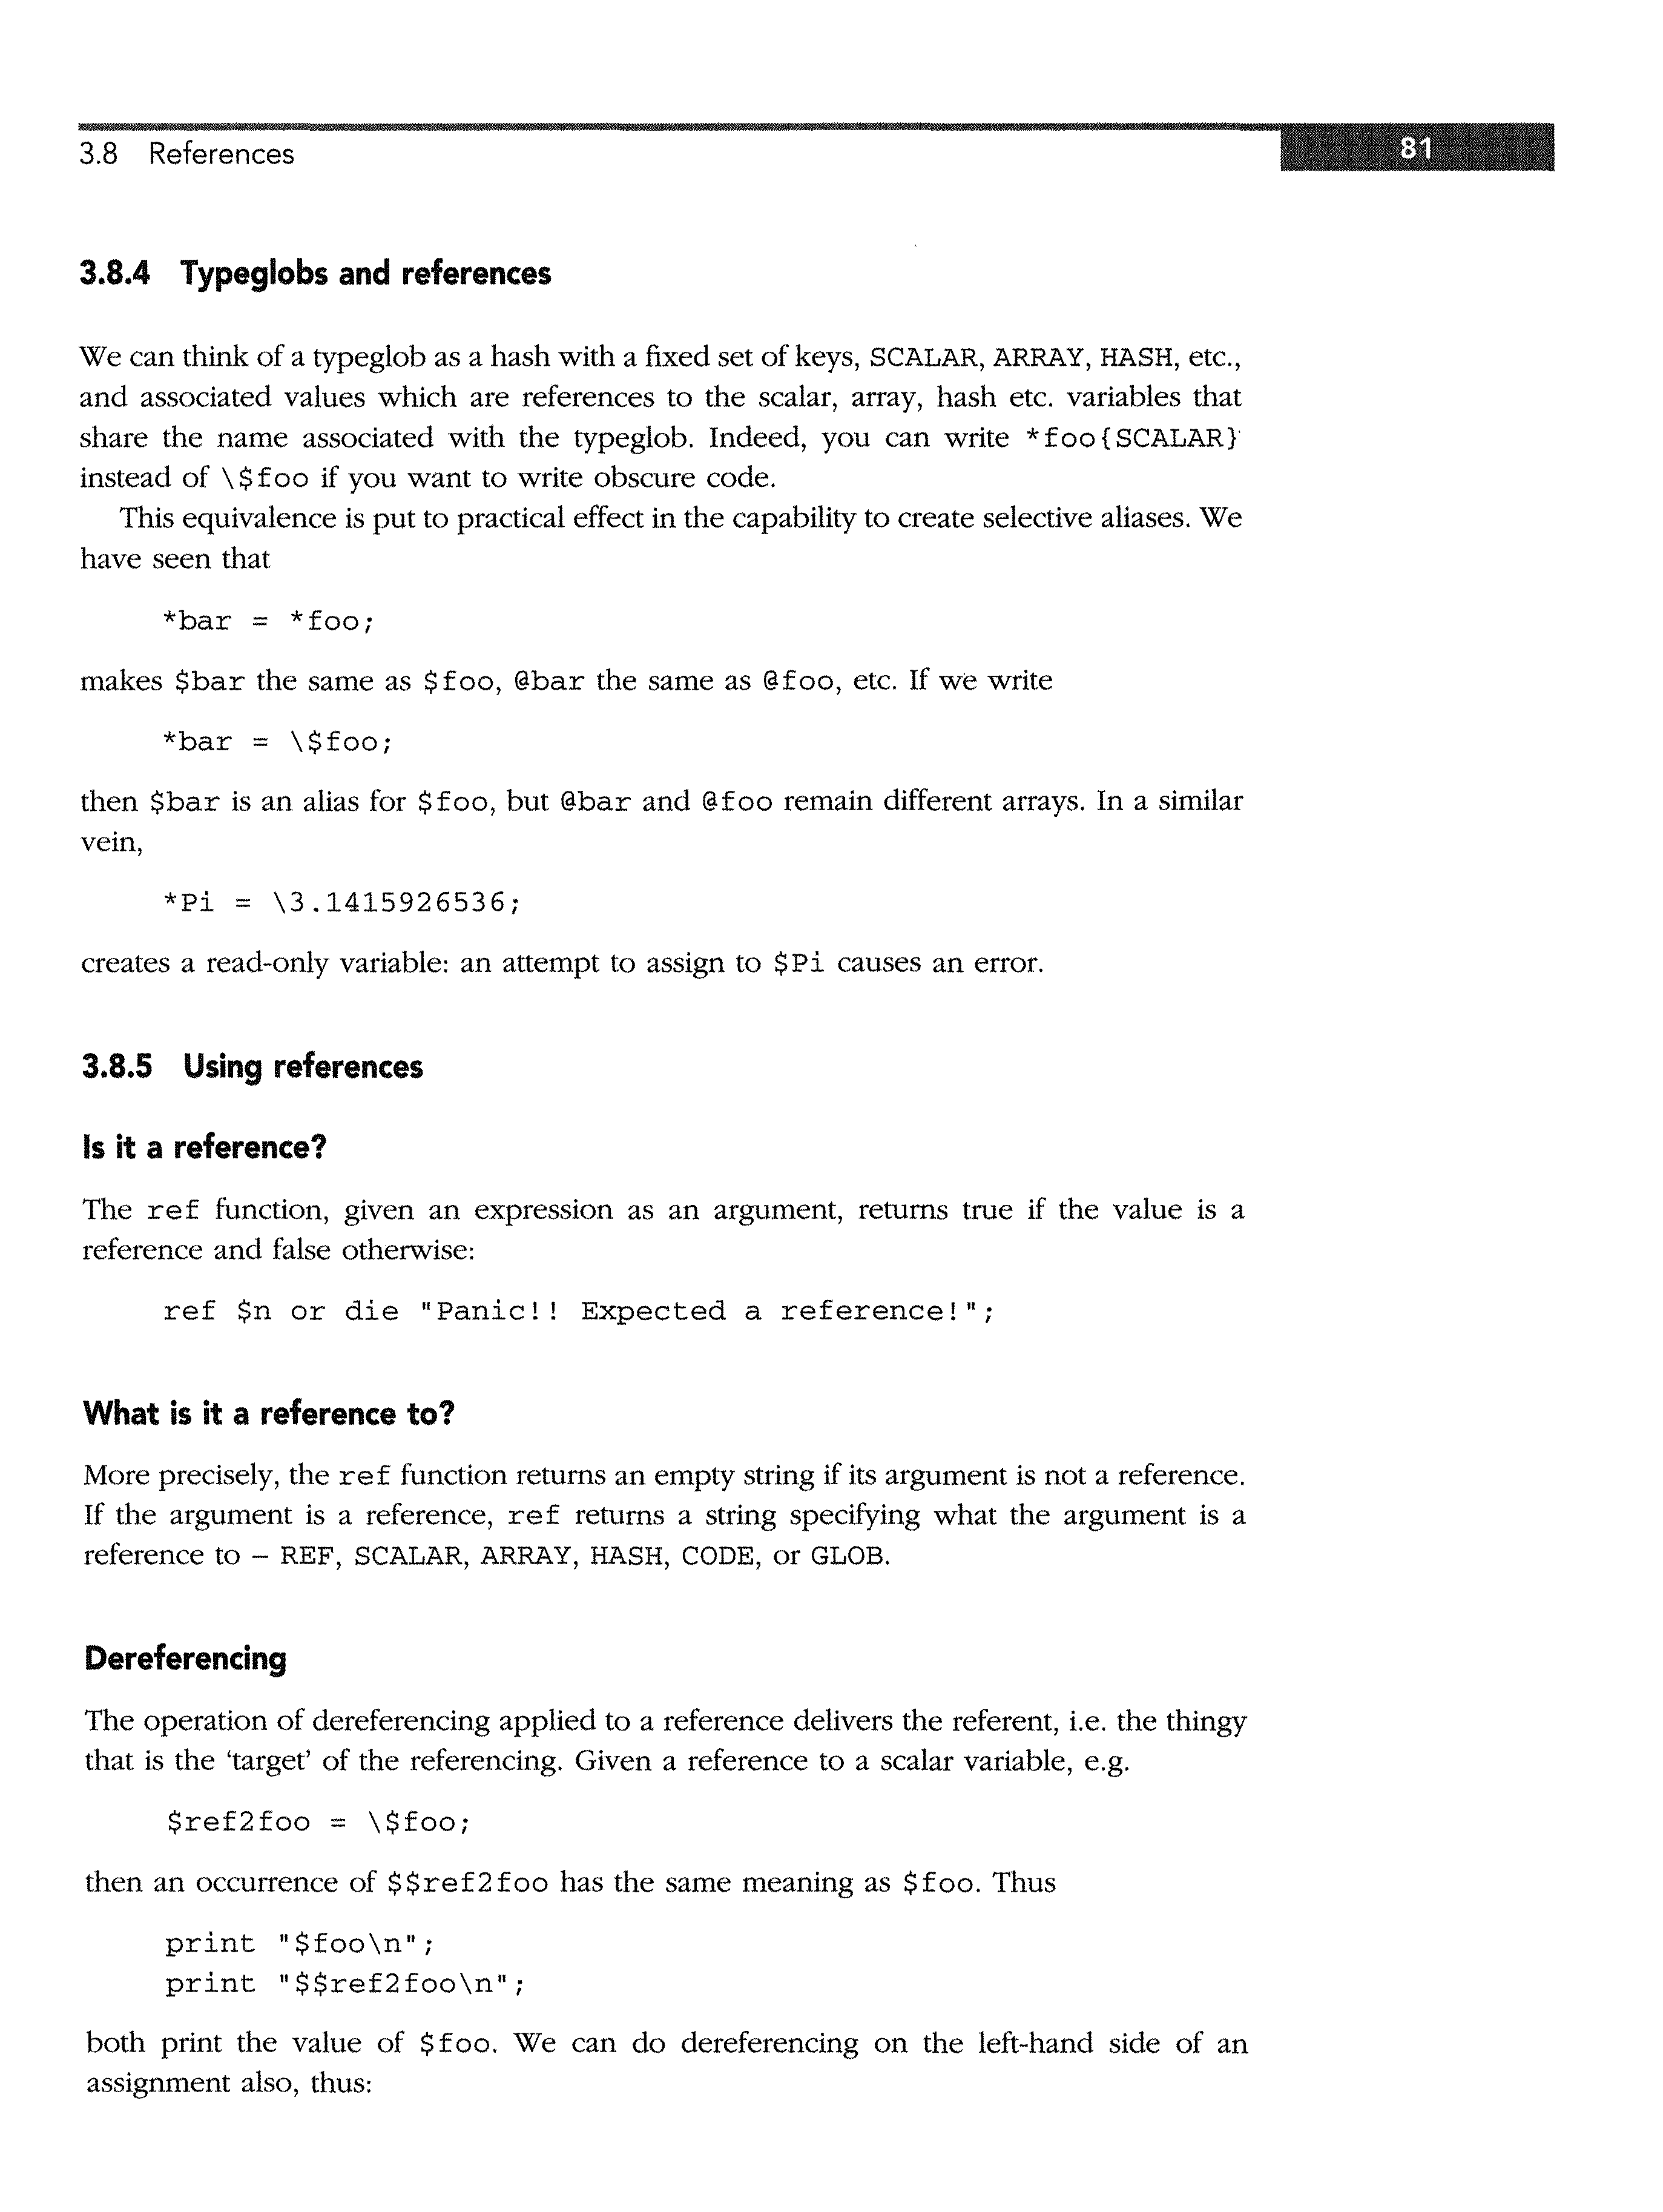 3.8 References
81
3.8.4 Typeglobs and references
We can think of a typeglob as a hash with a fixed set of keys, SCALAR, ARRAY, HASH, etc.,
and associated values which are references to the scalar, array, hash etc. variables that
share the name associated with the typeglob. Indeed, you can write *foo{SCALAR}
instead of \$foo if you want to write obscure code.
This equivalence is put to practical effect in the capability to create selective aliases. We
have seen that
*bar = *foo;
makes $bar the same as $foo, @bar the same as @foo, etc. If we write
*bar = \$foo;
then $bar is an alias for $foo, but @bar and @foo remain different arrays. In a similar
vein,
*Pi = \3.1415926536;
creates a read-only variable: an attempt to assign to $Pi causes an error.
3.8.5 Using references
Is it a reference?
The ref function, given an expression as an argument, returns true if the value is a
reference and false otherwise:
ref $n or die "Panic!! Expected a reference!";
What is it a reference to?
More precisely, the ref function returns an empty string if its argument is not a reference.
If the argument is a reference, ref returns a string specifying what the argument is a
reference to – REF, SCALAR, ARRAY, HASH, CODE, or GLOB.
Dereferencing
The operation of dereferencing applied to a reference delivers the referent, i.e. the thingy
that is the ‘target’ of the referencing. Given a reference to a scalar variable, e.g.
$ref2foo = \$foo;
then an occurrence of $$ref2foo has the same meaning as $foo. Thus
print "$foo\n";
print "$$ref2foo\n";
both print the value of $foo. We can do dereferencing on the left-hand side of an
assignment also, thus: